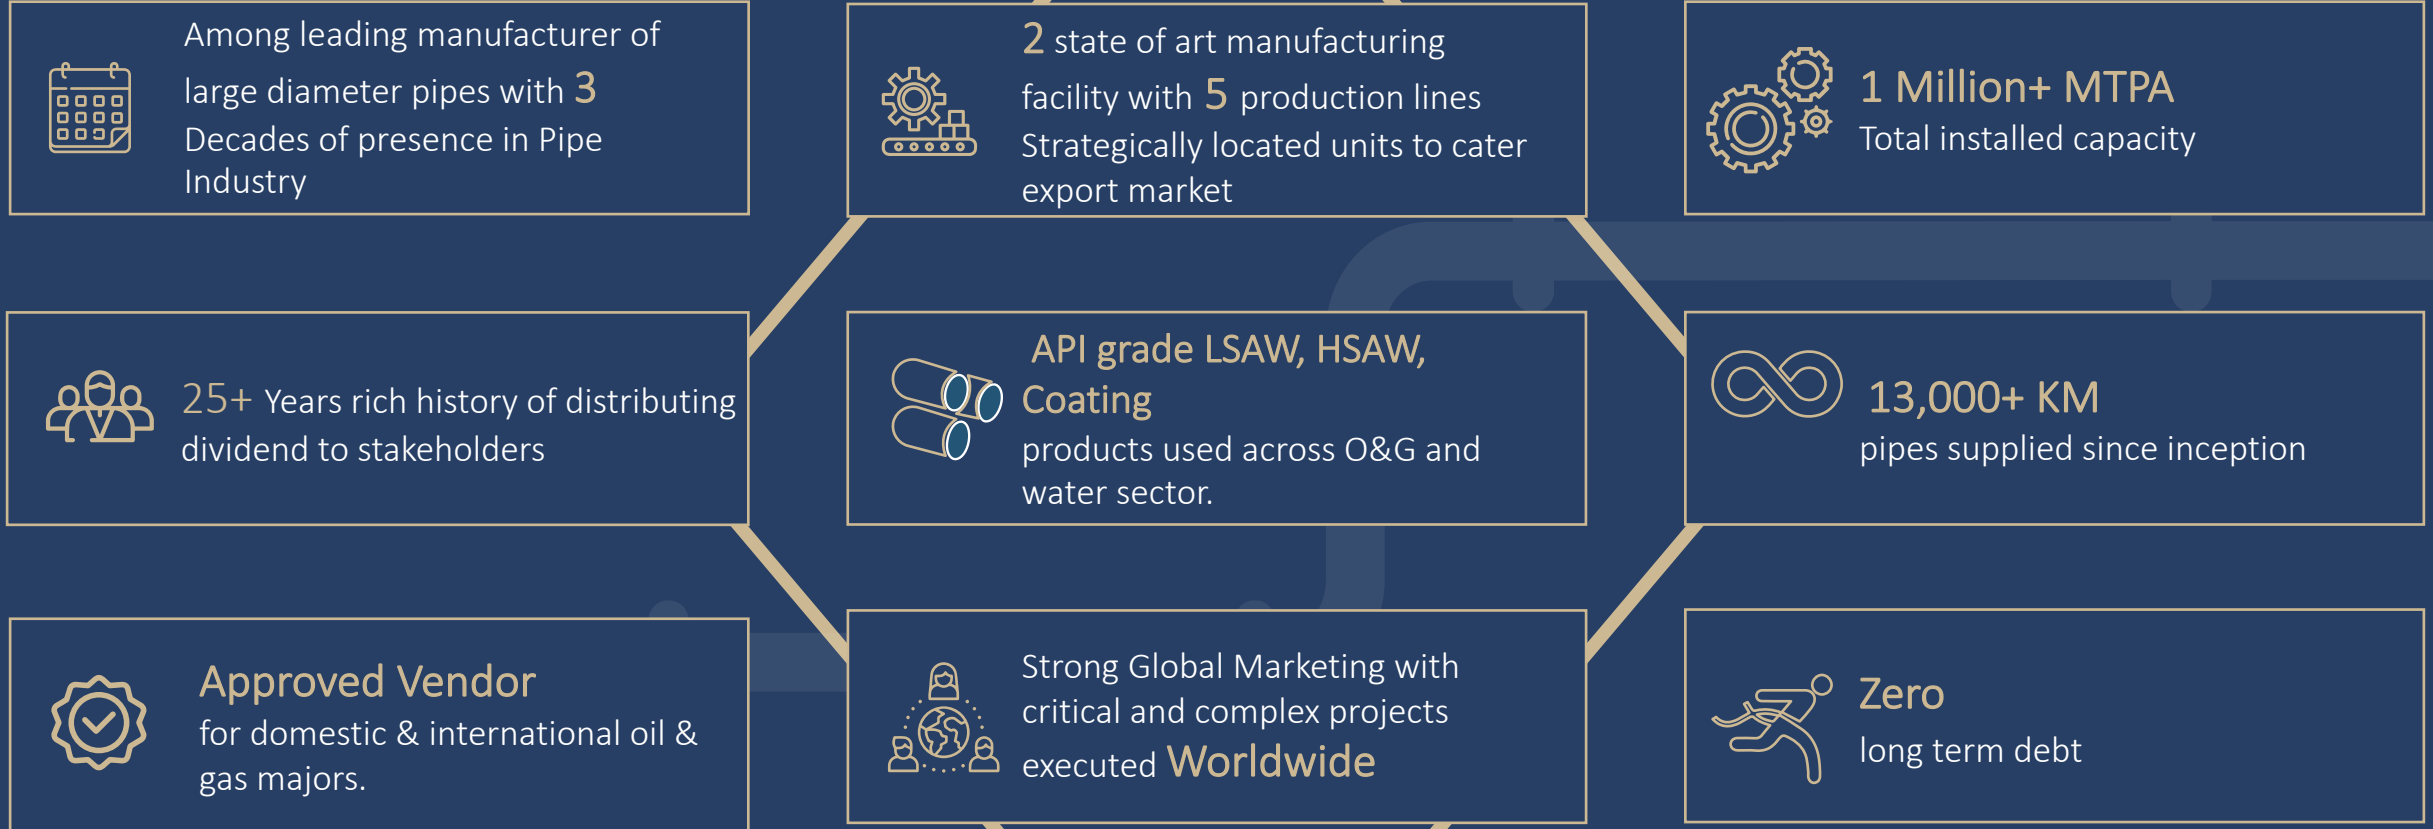 Among leading manufacturer of
large diameter pipes with 3
Decades of presence in Pipe
Industry
2 state of art manufacturing
facility with 5 production lines
Strategically located units to cater
export market
1 Million+ MTPA
Total installed capacity
25+ Years rich history of distributing
dividend to stakeholders
API grade LSAW, HSAW,
Coating
products used across O&G and
water sector.
13,000+ KM
pipes supplied since inception
Approved Vendor
for domestic & international oil &
gas majors.
Strong Global Marketing with
critical and complex projects
executed Worldwide
Zero
long term debt